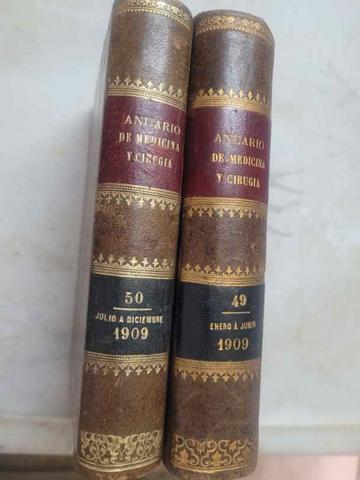 ANUARIO
DE MEDICINA
Y CIRUGIA
50
JULIO A DICIEMBRE
1909
ANUARIO
DE MEDICINA
Y CIRUGIA
49
ENERO Á JUNIO
1909